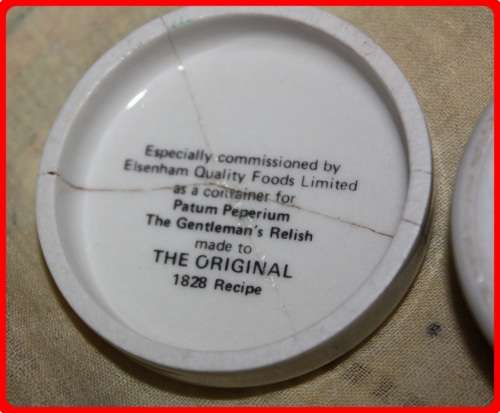 Especially commissioned by
Elsenham Quality Foods Limited
as a container for
Patum Peperium
The Gentleman's Relish
made to
THE ORIGINAL
1828 Recipe